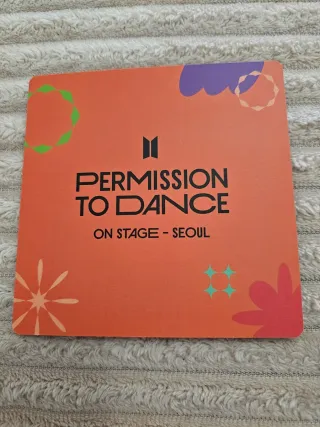 PERMISSION
TO DANCE
ON STAGE - SEOUL